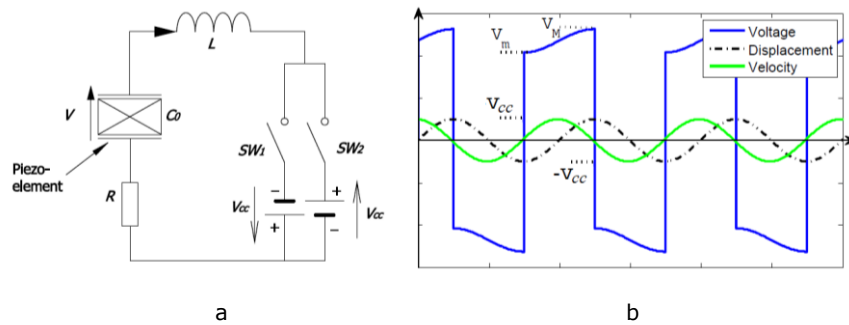 L
V
C0
SW1
SW2
Piezo-
element
R
Vcc
−
+
+
−
Vcc
a
Vm
VM
VCC
-VCC
Voltage
Displacement
Velocity
b